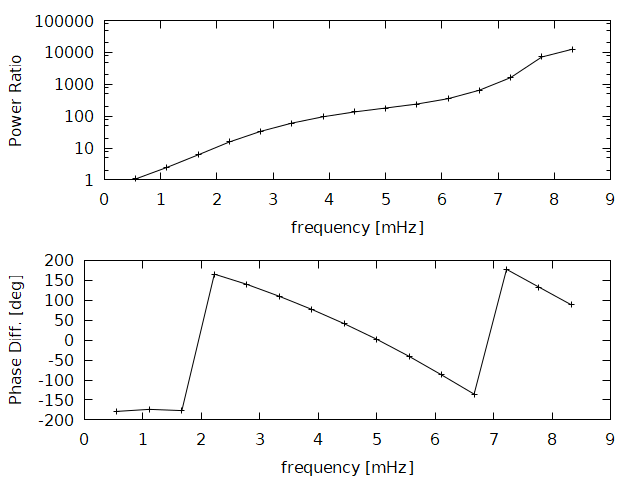 100000
10000
1000
100
10
1
Power Ratio
0 1 2 3 4 5 6 7 8 9
frequency [mHz]
200
150
100
50
0
-50
-100
-150
-200
Phase Diff. [deg]
0 1 2 3 4 5 6 7 8 9
frequency [mHz]